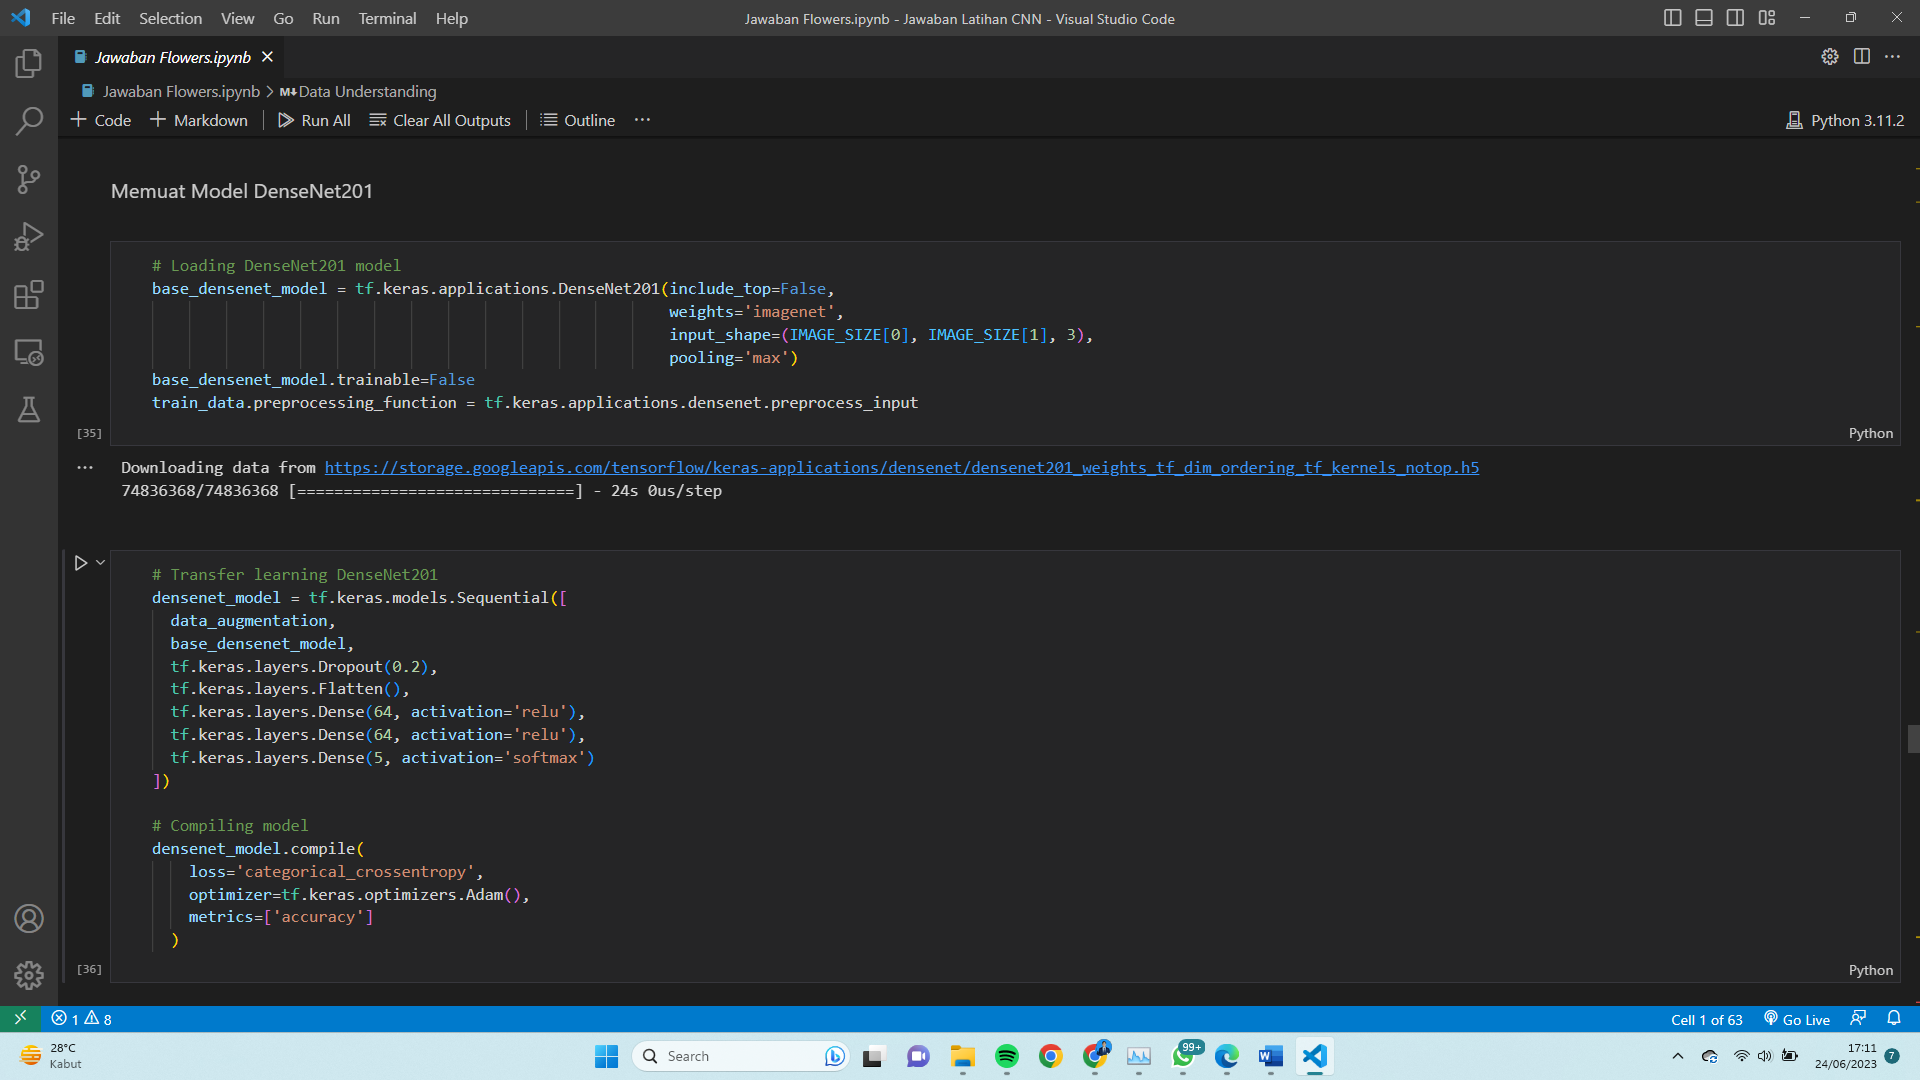 File Edit Selection View Go Run Terminal Help
Jawaban Flowers.ipynb - Jawaban Latihan CNN - Visual Studio Code
Jawaban Flowers.ipynb
Jawaban Flowers.ipynb > M↓Data Understanding
+ Code + Markdown Run All Clear All Outputs Outline ...
Python 3.11.2
Memuat Model DenseNet201
# Loading DenseNet201 model
base_densenet_model = tf.keras.applications.DenseNet201(include_top=False,
weights='imagenet',
input_shape=(IMAGE_SIZE[0], IMAGE_SIZE[1], 3),
pooling='max')
base_densenet_model.trainable=False
train_data.preprocessing_function = tf.keras.applications.densenet.preprocess_input
[35]
Python
... Downloading data from https://storage.googleapis.com/tensorflow/keras-applications/densenet/densenet201_weights_tf_dim_ordering_tf_kernels_notop.h5
74836368/74836368 [==============================] - 24s 0us/step
# Transfer learning DenseNet201
densenet_model = tf.keras.models.Sequential([
data_augmentation,
base_densenet_model,
tf.keras.layers.Dropout(0.2),
tf.keras.layers.Flatten(),
tf.keras.layers.Dense(64, activation='relu'),
tf.keras.layers.Dense(64, activation='relu'),
tf.keras.layers.Dense(5, activation='softmax')
])
# Compiling model
densenet_model.compile(
loss='categorical_crossentropy',
optimizer=tf.keras.optimizers.Adam(),
metrics=['accuracy']
)
[36]
Python
1 8
Cell 1 of 63 Go Live
28°C
Kabut
Search
99+
17:11
24/06/2023
7